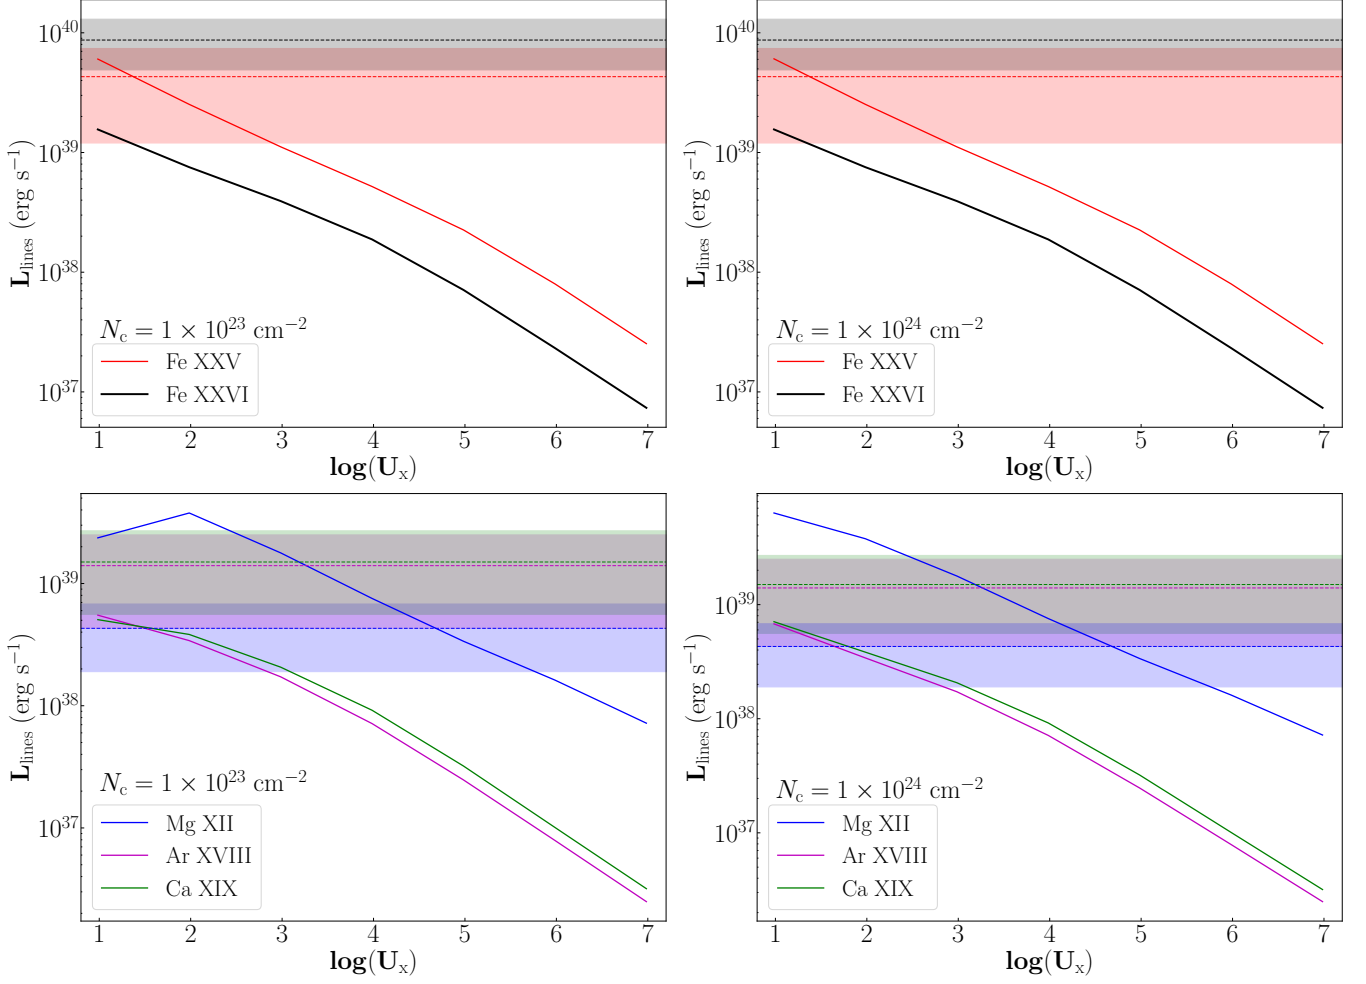 10^40
10^39
10^38
10^37
L_lines (erg s^−1)
N_c = 1 × 10^23 cm^−2
Fe XXV
Fe XXVI
1 2 3 4 5 6 7
log(U_x)
10^40
10^39
10^38
10^37
L_lines (erg s^−1)
N_c = 1 × 10^24 cm^−2
Fe XXV
Fe XXVI
1 2 3 4 5 6 7
log(U_x)
10^39
10^38
10^37
L_lines (erg s^−1)
N_c = 1 × 10^23 cm^−2
Mg XII
Ar XVIII
Ca XIX
1 2 3 4 5 6 7
log(U_x)
10^39
10^38
10^37
L_lines (erg s^−1)
N_c = 1 × 10^24 cm^−2
Mg XII
Ar XVIII
Ca XIX
1 2 3 4 5 6 7
log(U_x)